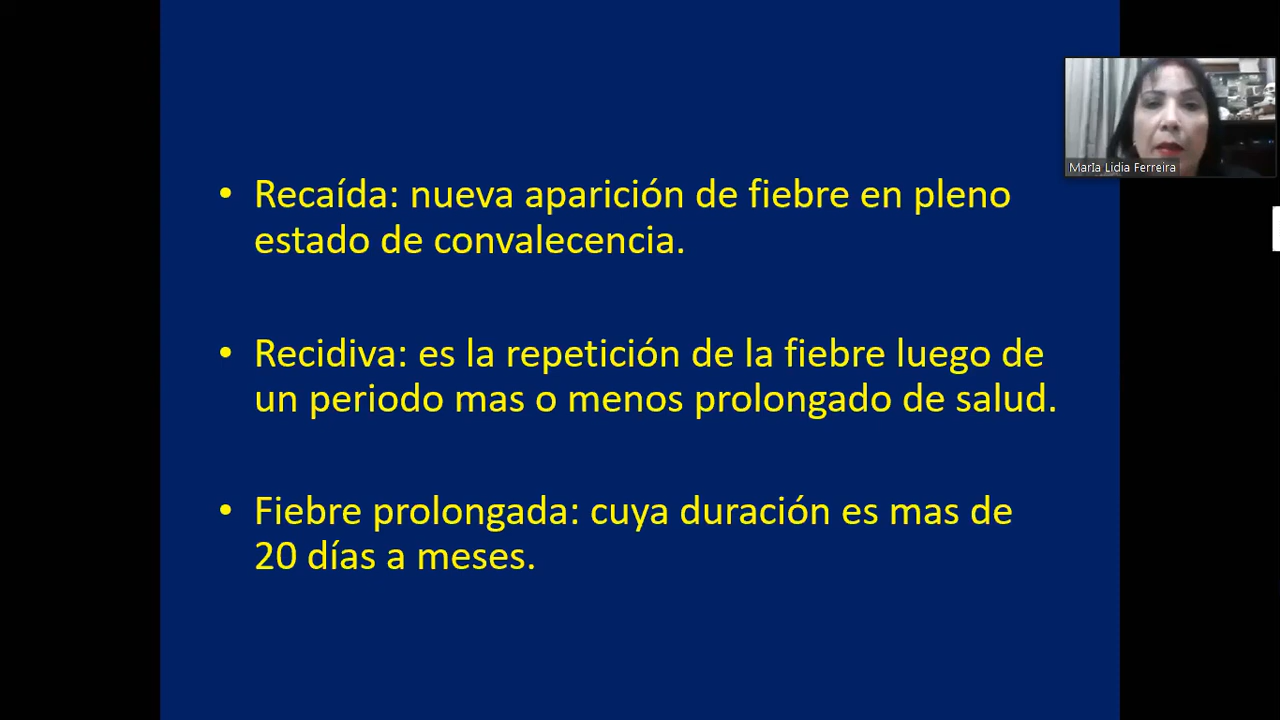 • Recaída: nueva aparición de fiebre en pleno
estado de convalecencia.
• Recidiva: es la repetición de la fiebre luego de
un periodo mas o menos prolongado de salud.
• Fiebre prolongada: cuya duración es mas de
20 días a meses.
MarIa Lidia Ferreira